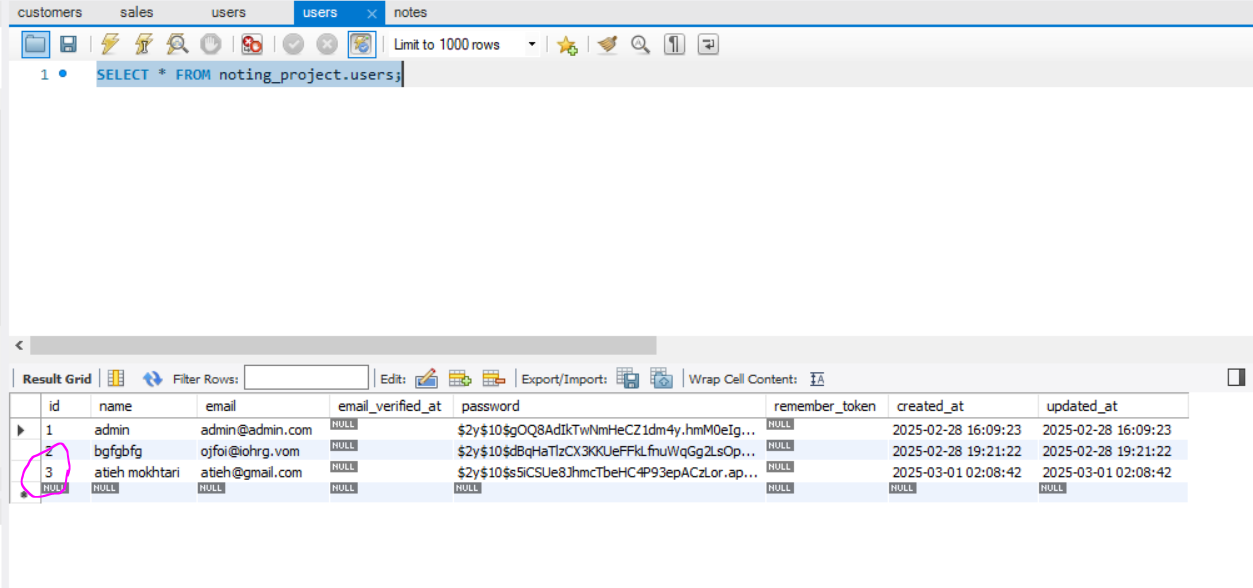 customers sales users users × notes
Limit to 1000 rows
1 SELECT * FROM noting_project.users;
Result Grid Filter Rows: Edit: Export/Import: Wrap Cell Content: IA
id name email email_verified_at password remember_token created_at updated_at
1 admin admin@admin.com NULL $2y$10$gOQ8AdIkTwNmHeCZ1dm4y.hmM0eIg... NULL 2025-02-28 16:09:23 2025-02-28 16:09:23
2 bgfgbfg ojfoi@iohrg.vom NULL $2y$10$dBqHaTlzCX3KKUeFFkLfnuWqGg2LsOp... NULL 2025-02-28 19:21:22 2025-02-28 19:21:22
3 atieh mokhtari atieh@gmail.com NULL $2y$10$s5iCSUe8JhmcTbeHC4P93epACzLor.ap... NULL 2025-03-01 02:08:42 2025-03-01 02:08:42
NULL NULL NULL NULL NULL NULL NULL NULL